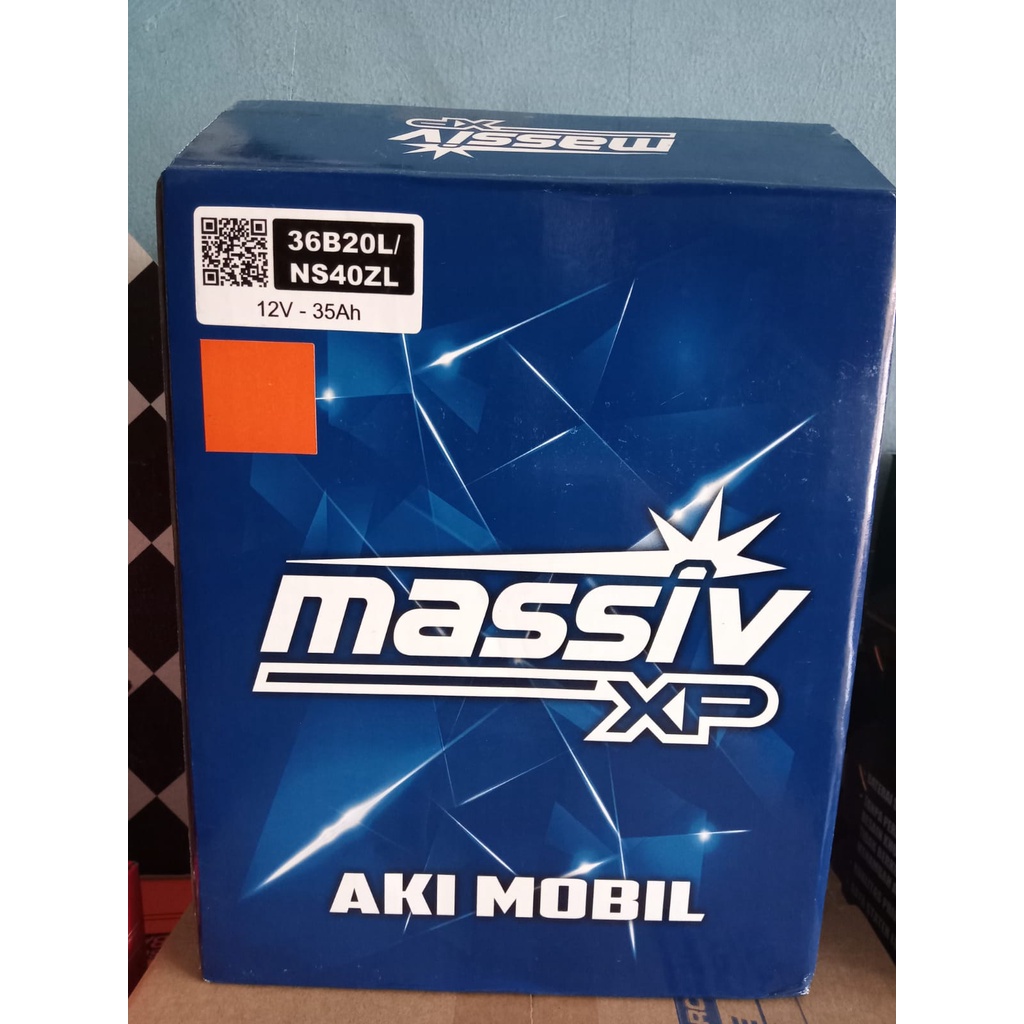 massiv
XP
36B20L/
NS40ZL
12V - 35Ah
massiv
XP
AKI MOBIL